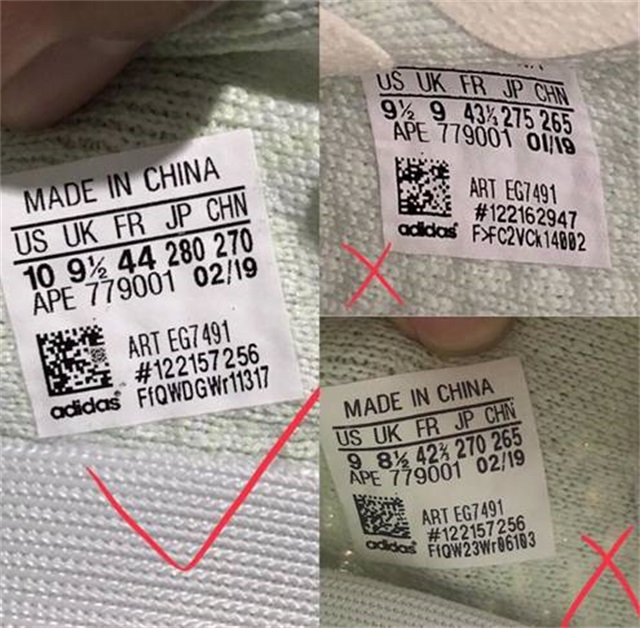 MADE IN CHINA
US UK FR JP CHN
10 9½ 44 280 270
APE 779001 02/19
ART EG7491
#122157256
FfQWDGWr11317
adidas
US UK FR JP CHN
9½ 9 43⅓ 275 265
APE 779001 01/19
ART EG7491
#122162947
F>FC2VCk14002
adidas
MADE IN CHINA
US UK FR JP CHN
9 8½ 42⅔ 270 265
APE 779001 02/19
ART EG7491
#122157256
FfQW23Wr06103
adidas